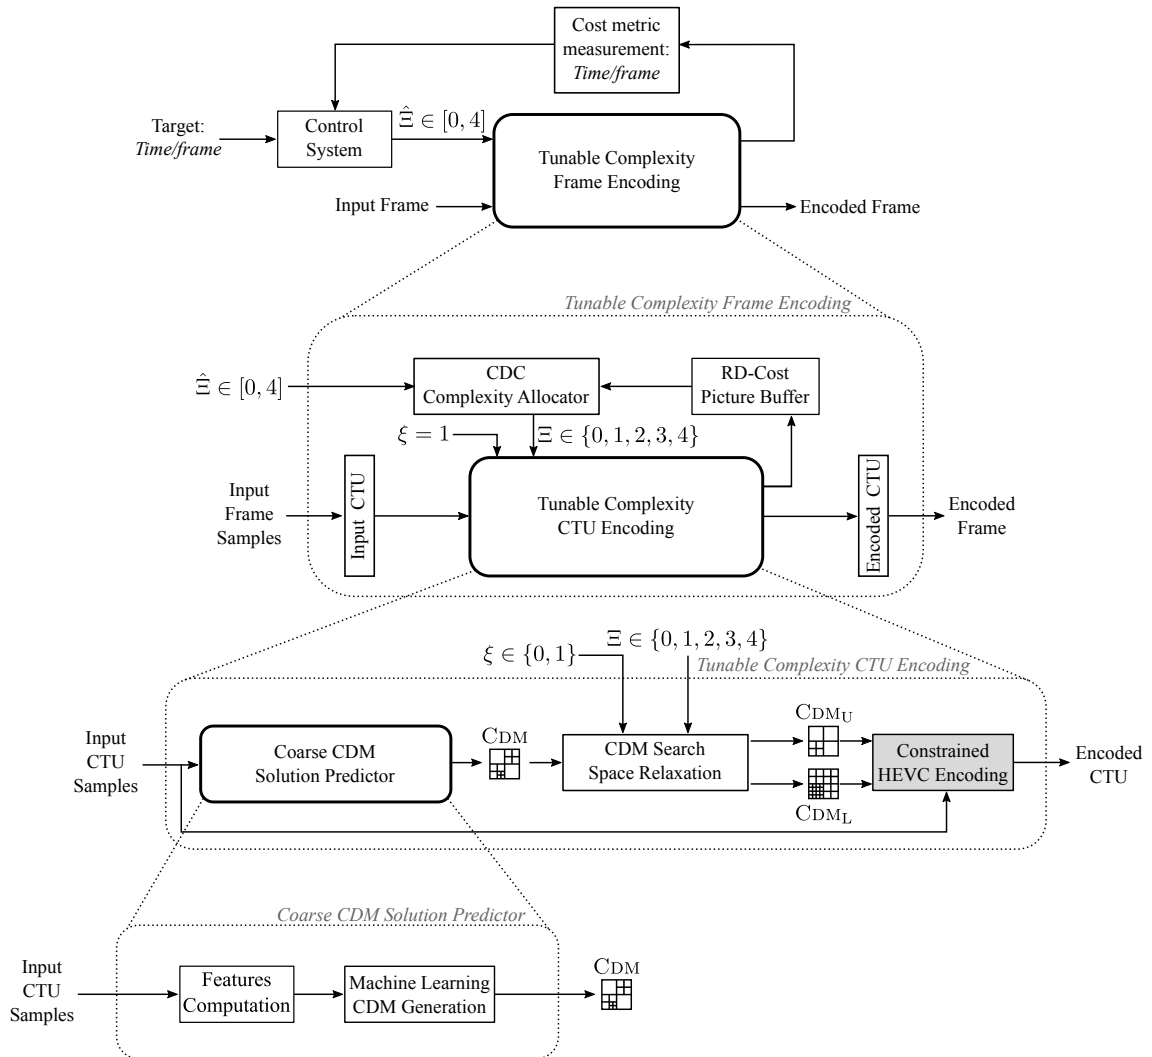 Cost metric
measurement:
Time/frame
Target:
Time/frame
Control
System
Ξ̂ ∈ [0, 4]
Tunable Complexity
Frame Encoding
Input Frame
Encoded Frame
Tunable Complexity Frame Encoding
Ξ̂ ∈ [0, 4]
CDC
Complexity Allocator
RD-Cost
Picture Buffer
ξ = 1
Ξ ∈ {0, 1, 2, 3, 4}
Input
Frame
Samples
Input CTU
Tunable Complexity
CTU Encoding
Encoded CTU
Encoded
Frame
ξ ∈ {0, 1}
Ξ ∈ {0, 1, 2, 3, 4}
Tunable Complexity CTU Encoding
Input
CTU
Samples
Coarse CDM
Solution Predictor
CDM
CDM Search
Space Relaxation
CDM_U
CDM_L
Constrained
HEVC Encoding
Encoded
CTU
Coarse CDM Solution Predictor
Input
CTU
Samples
Features
Computation
Machine Learning
CDM Generation
CDM